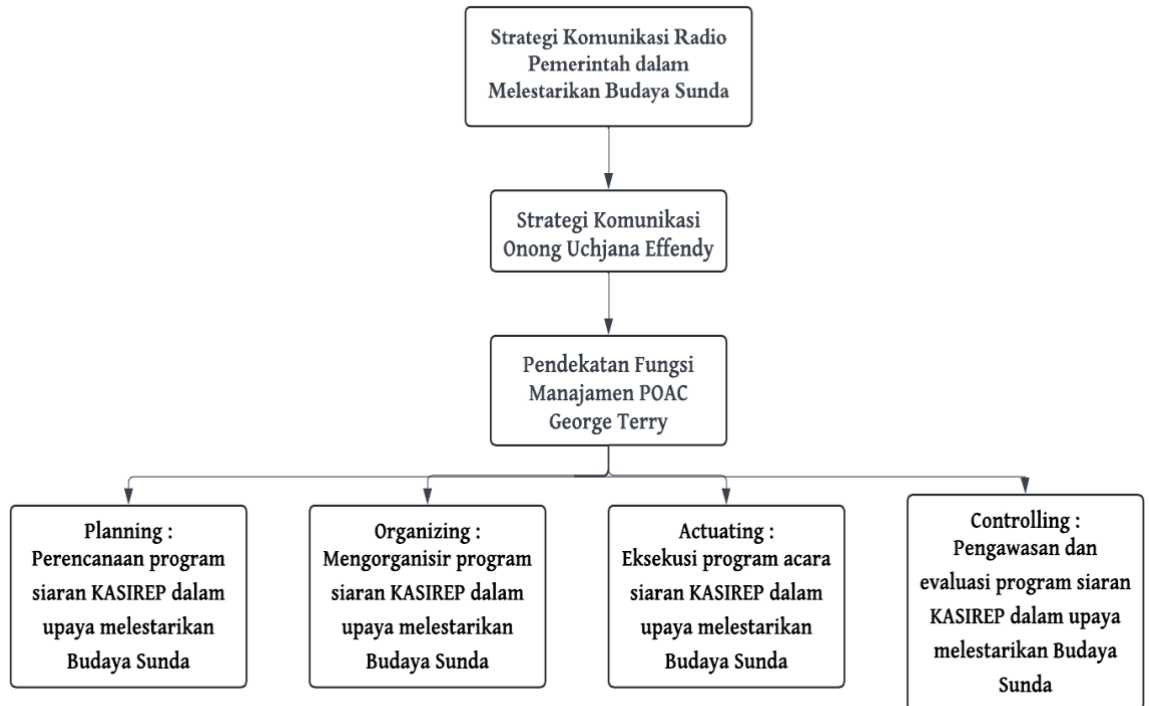 Strategi Komunikasi Radio
Pemerintah dalam
Melestarikan Budaya Sunda
Strategi Komunikasi
Onong Uchjana Effendy
Pendekatan Fungsi
Manajamen POAC
George Terry
Planning :
Perencanaan program
siaran KASIREP dalam
upaya melestarikan
Budaya Sunda
Organizing :
Mengorganisir program
siaran KASIREP dalam
upaya melestarikan
Budaya Sunda
Actuating :
Eksekusi program acara
siaran KASIREP dalam
upaya melestarikan
Budaya Sunda
Controlling :
Pengawasan dan
evaluasi program siaran
KASIREP dalam upaya
melestarikan Budaya
Sunda